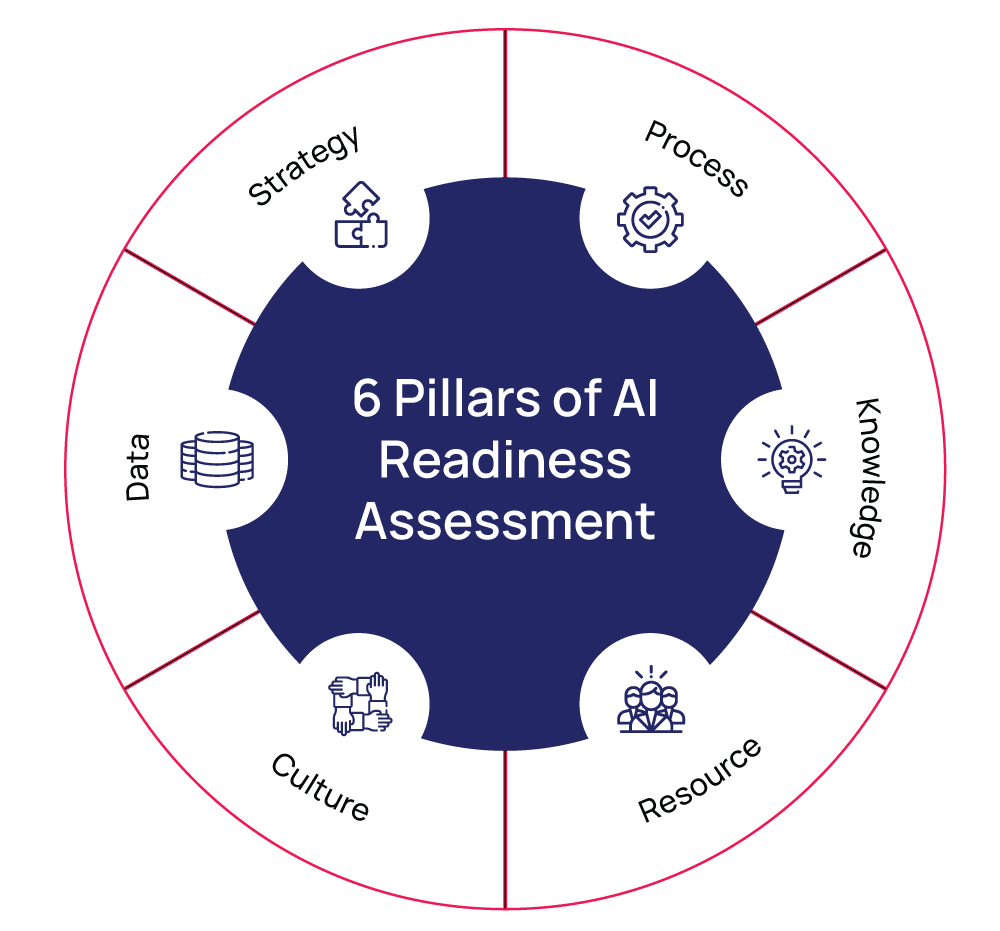 6 Pillars of AI
Readiness
Assessment
Strategy
Process
Knowledge
Resource
Culture
Data